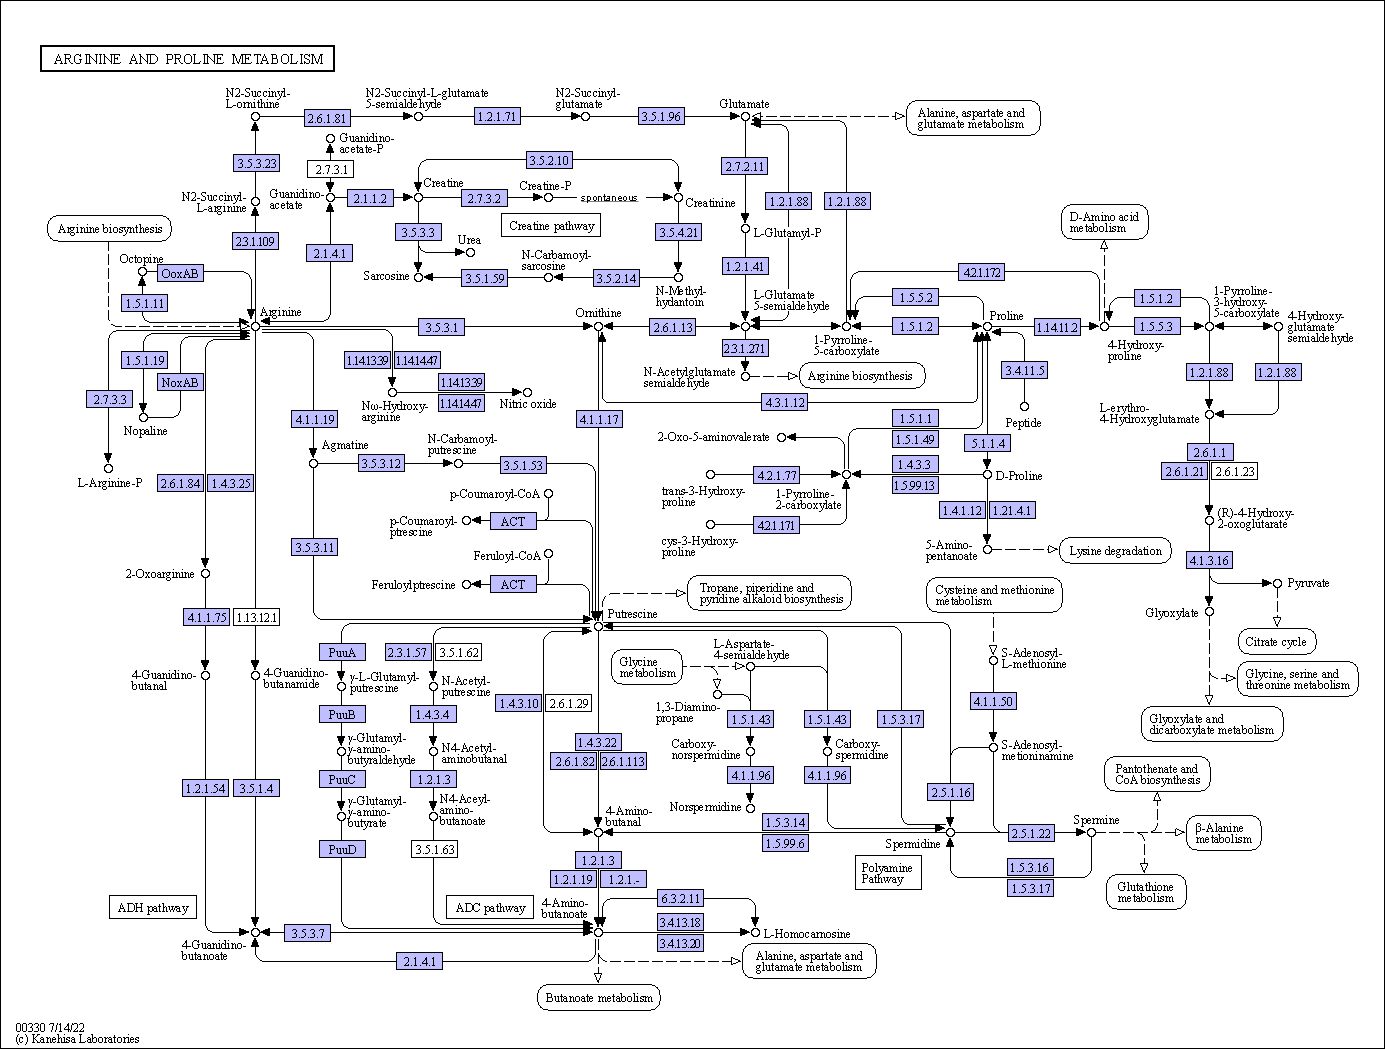 ARGININE AND PROLINE METABOLISM
N2-Succinyl-
L-ornithine
N2-Succinyl-L-glutamate
5-semialdehyde
N2-Succinyl-
glutamate
Glutamate
2.6.1.81
1.2.1.71
3.5.1.96
Alanine, aspartate and
glutamate metabolism
Guanidino-
acetate-P
3.5.3.23
2.7.3.1
3.5.2.10
2.7.2.11
N2-Succinyl-
L-arginine
Guanidino-
acetate
2.1.1.2
Creatine
2.7.3.2
Creatine-P
spontaneous
Creatinine
1.2.1.88
1.2.1.88
Arginine biosynthesis
2.3.1.109
2.1.4.1
3.5.3.3
Urea
Creatine pathway
3.5.4.21
L-Glutamyl-P
D-Amino acid
metabolism
Octopine
OoxAB
Sarcosine
3.5.1.59
N-Carbamoyl-
sarcosine
3.5.2.14
N-Methyl-
hydantoin
1.2.1.41
4.2.1.172
1.5.1.11
Arginine
3.5.3.1
Ornithine
2.6.1.13
L-Glutamate
5-semialdehyde
1.5.5.2
1.5.1.2
Proline
1.14.11.2
1.5.1.2
1.5.5.3
4-Hydroxy-
proline
1-Pyrroline-
3-hydroxy-
5-carboxylate
4-Hydroxy-
glutamate
semialdehyde
1.5.1.19
NoxAB
1.14.13.39
1.14.14.47
2.3.1.271
1-Pyrroline-
5-carboxylate
N-Acetylglutamate
semialdehyde
Arginine biosynthesis
3.4.11.5
1.2.1.88
1.2.1.88
2.7.3.3
Nopaline
1.14.13.39
1.14.14.47
Nω-Hydroxy-
arginine
Nitric oxide
4.3.1.12
Peptide
L-erythro-
4-Hydroxyglutamate
4.1.1.19
4.1.1.17
1.5.1.1
1.5.1.49
5.1.1.4
L-Arginine-P
Agmatine
3.5.3.12
N-Carbamoyl-
putrescine
3.5.1.53
2-Oxo-5-aminovalerate
4.2.1.77
1.4.3.3
1.5.99.13
D-Proline
2.6.1.1
2.6.1.21
2.6.1.23
2.6.1.84
1.4.3.25
p-Coumaroyl-CoA
p-Coumaroyl-
ptrescine
ACT
trans-3-Hydroxy-
proline
1-Pyrroline-
2-carboxylate
4.2.1.171
cys-3-Hydroxy-
proline
1.4.1.12
1.21.4.1
(R)-4-Hydroxy-
2-oxoglutarate
3.5.3.11
Feruloyl-CoA
Feruloylptrescine
ACT
5-Amino-
pentanoate
Lysine degradation
4.1.3.16
2-Oxoarginine
Tropane, piperidine and
pyridine alkaloid biosynthesis
Cysteine and methionine
metabolism
Pyruvate
Glyoxylate
4.1.1.75
1.13.12.1
Putrescine
Citrate cycle
PuuA
2.3.1.57
3.5.1.62
Glycine
metabolism
L-Aspartate-
4-semialdehyde
S-Adenosyl-
L-methionine
4-Guanidino-
butanal
4-Guanidino-
butanamide
γ-L-Glutamyl-
putrescine
N-Acetyl-
putrescine
1.4.3.10
2.6.1.29
Glycine, serine and
threonine metabolism
PuuB
1.4.3.4
1,3-Diamino-
propane
1.5.1.43
1.5.1.43
3.5.3.17
4.1.1.50
Glyoxylate and
dicarboxylate metabolism
γ-Glutamyl-
γ-amino-
butyraldehyde
N4-Acetyl-
aminobutanal
1.4.3.22
2.6.1.82
2.6.1.113
Carboxy-
norspermidine
Carboxy-
spermidine
S-Adenosyl-
metioninamine
1.2.1.54
3.5.1.4
PuuC
1.2.1.3
4.1.1.96
4.1.1.96
2.5.1.16
Pantothenate and
CoA biosynthesis
γ-Glutamyl-
γ-amino-
butyrate
N4-Aceyl-
amino-
butanoate
4-Amino-
butanal
Norspermidine
1.5.3.14
1.5.99.6
Spermidine
2.5.1.22
Spermine
β-Alanine
metabolism
PuuD
3.5.1.63
1.2.1.3
1.2.1.19
1.2.1.-
Polyamine
Pathway
1.5.3.16
1.5.3.17
Glutathione
metabolism
ADH pathway
ADC pathway
4-Amino-
butanoate
6.3.2.11
3.4.13.18
3.4.13.20
L-Homocarnosine
4-Guanidino-
butanoate
3.5.3.7
2.1.4.1
Alanine, aspartate and
glutamate metabolism
Butanoate metabolism
00330 7/14/22
(c) Kanehisa Laboratories